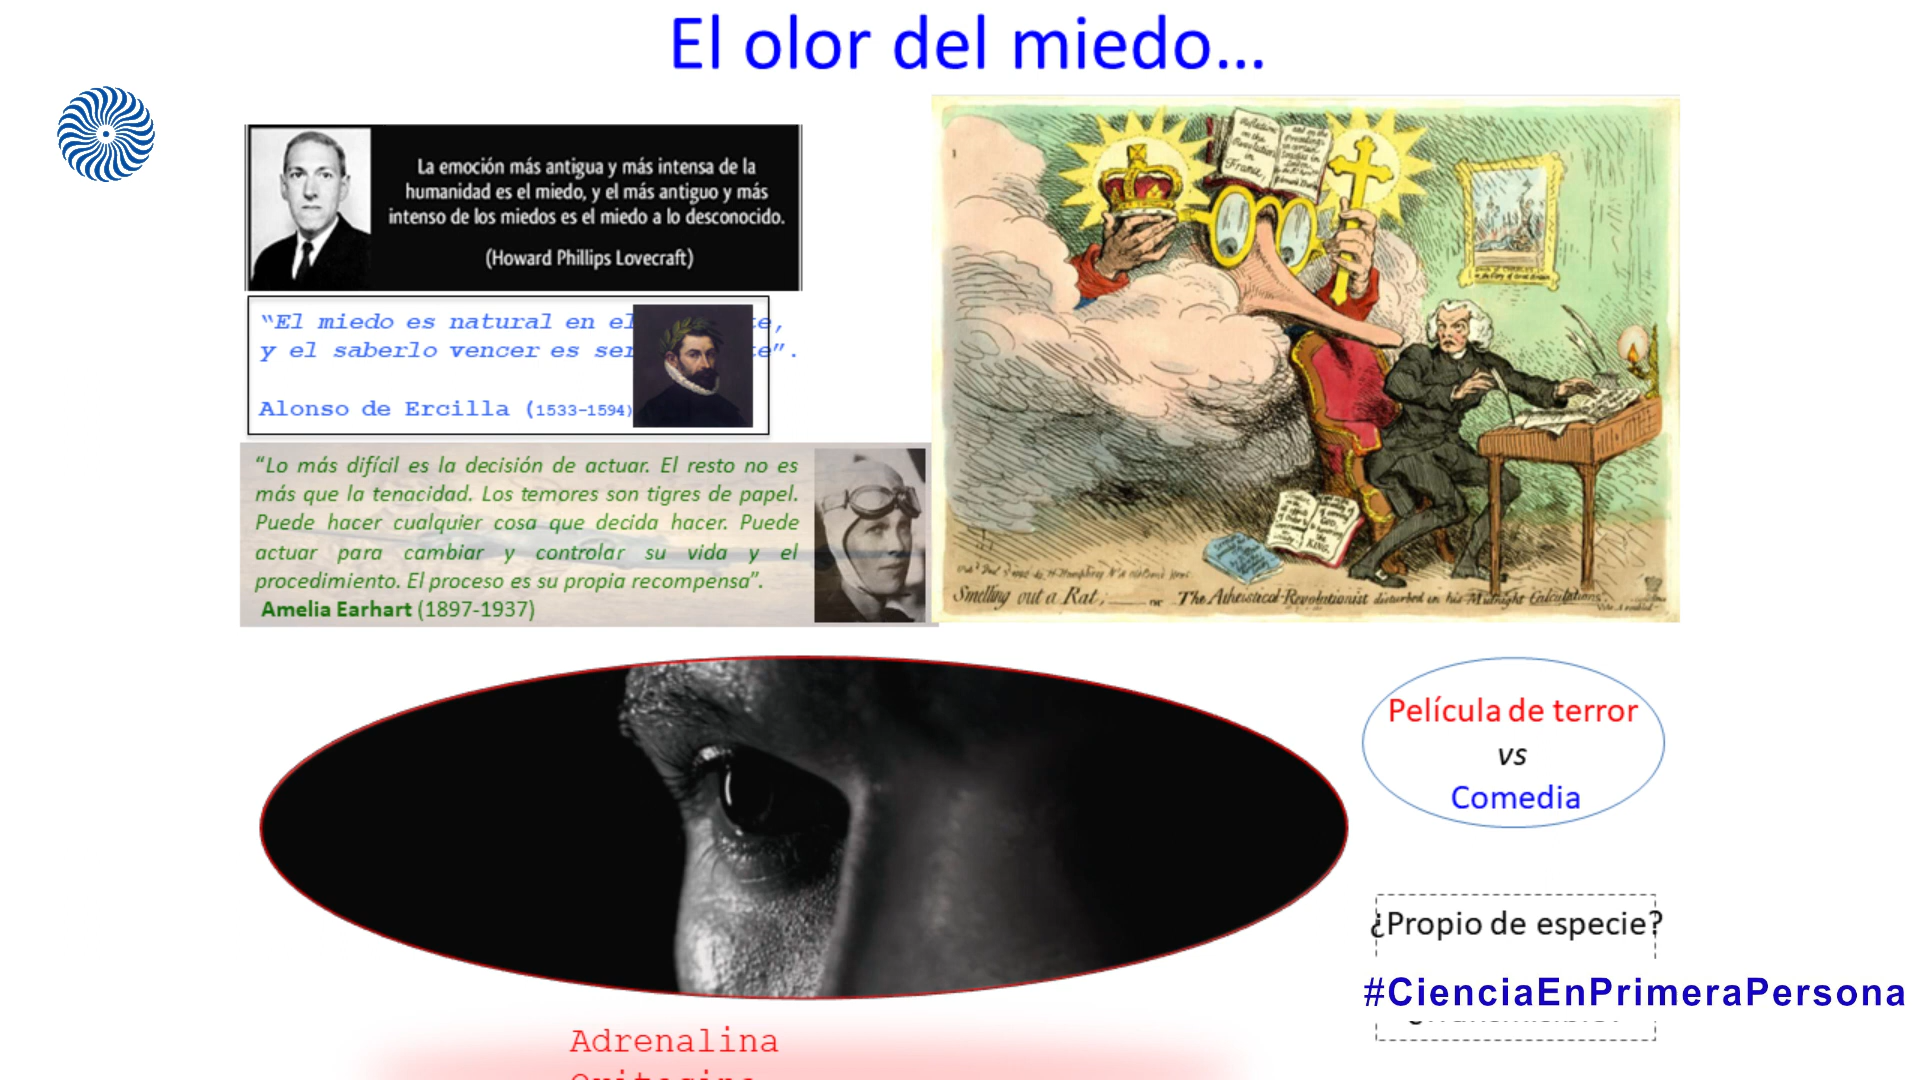 El olor del miedo...
La emoción más antigua y más intensa de la
humanidad es el miedo, y el más antiguo y más
intenso de los miedos es el miedo a lo desconocido.
(Howard Phillips Lovecraft)
“El miedo es natural en el
y el saberlo vencer es ser
Alonso de Ercilla (1533-1594)
“Lo más difícil es la decisión de actuar. El resto no es
más que la tenacidad. Los temores son tigres de papel.
Puede hacer cualquier cosa que decida hacer. Puede
actuar para cambiar y controlar su vida y el
procedimiento. El proceso es su propia recompensa”.
Amelia Earhart (1897-1937)
Smelling out a Rat; or The Atheistical-Revolutionist disturbed in his Midnight Calculations.
Película de terror
vs
Comedia
¿Propio de especie?
#CienciaEnPrimeraPersona
Adrenalina